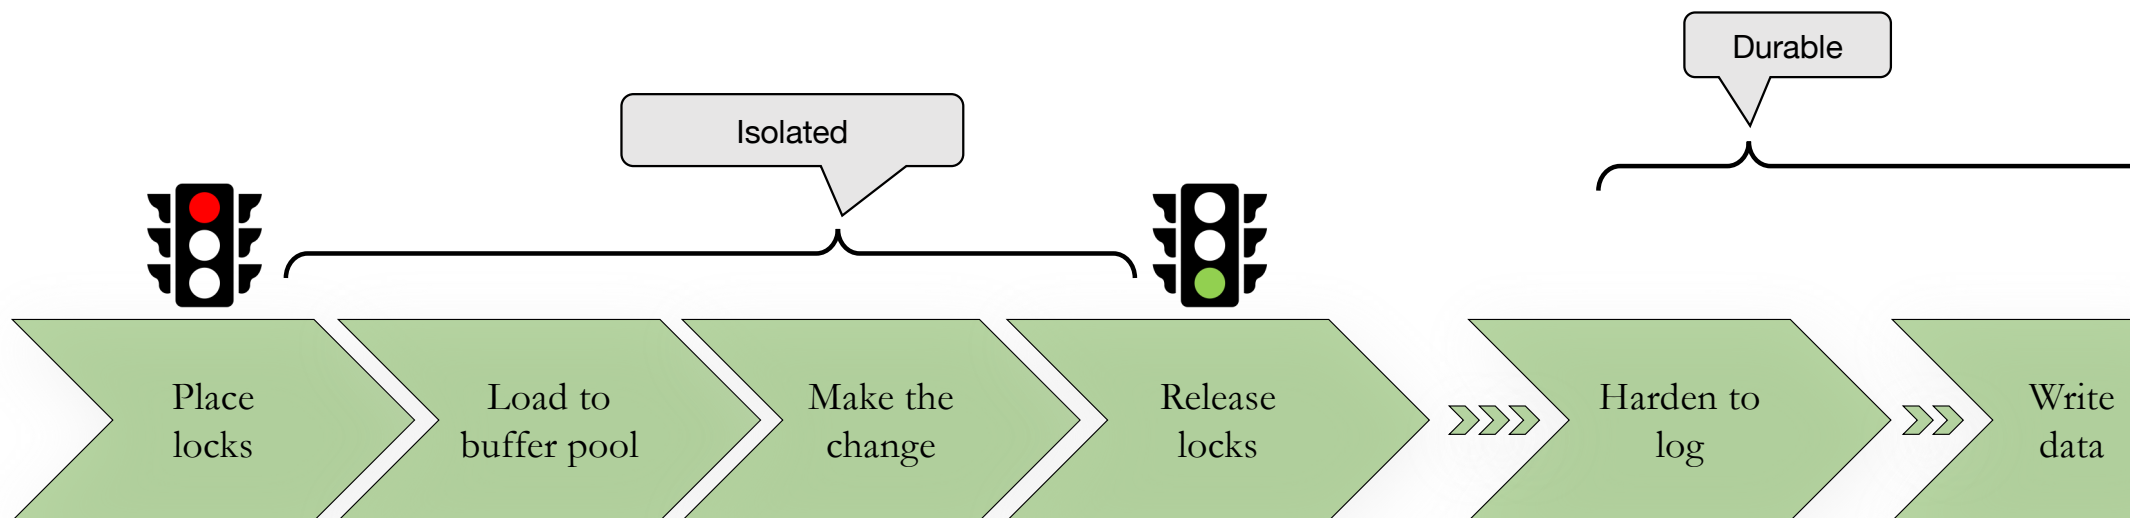 Durable
Isolated
Place
locks
Load to
buffer pool
Make the
change
Release
locks
Harden to
log
Write
data